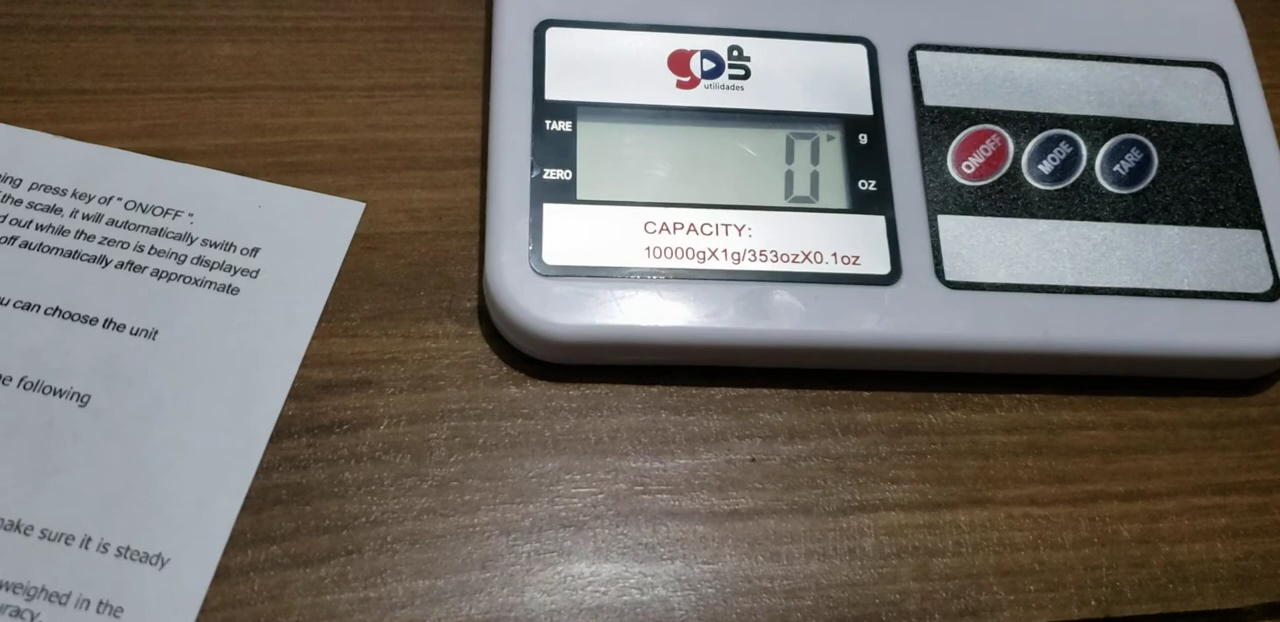 ing press key of " ON/OFF ".
the scale, it will automatically swith off
out while the zero is being displayed
off automatically after approximate
u can choose the unit
e following
make sure it is steady
weighed in the
go UP
utilidades
TARE
0
g
ZERO
OZ
CAPACITY:
10000gX1g/353ozX0.1oz
ON/OFF
MODE
TARE